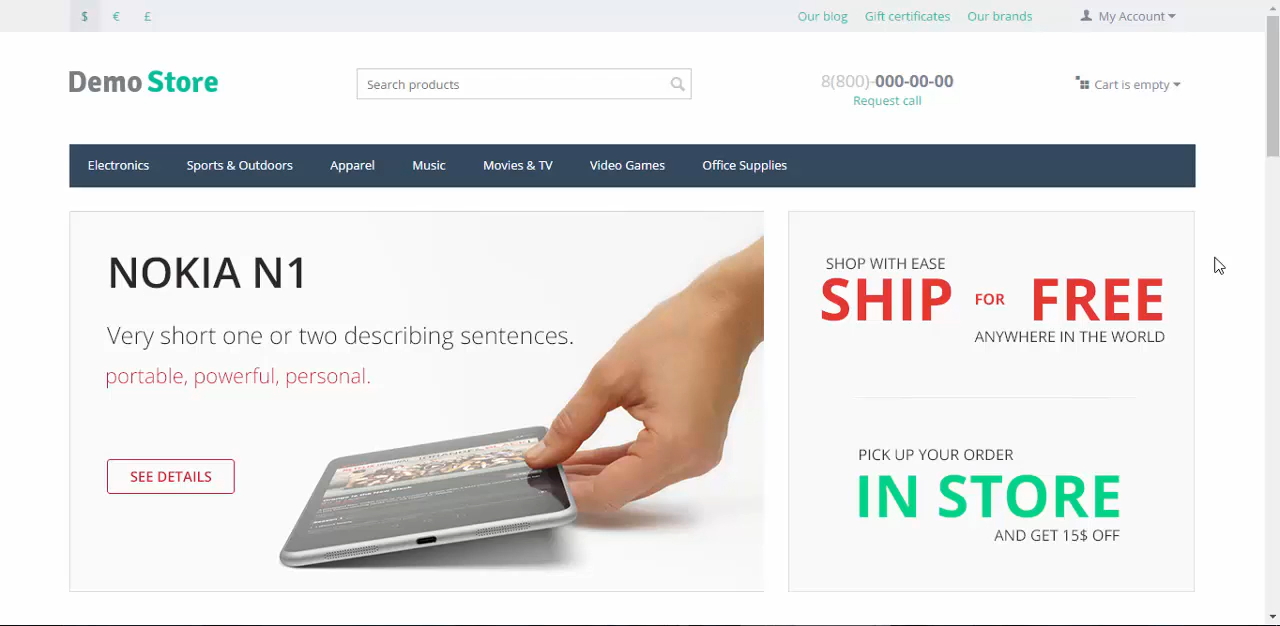 $ € £ Our blog Gift certificates Our brands My Account
Demo Store Search products 8(800)-000-00-00 Cart is empty
Request call
Electronics Sports & Outdoors Apparel Music Movies & TV Video Games Office Supplies
NOKIA N1
Very short one or two describing sentences.
portable, powerful, personal.
SEE DETAILS
SHOP WITH EASE
SHIP FOR FREE
ANYWHERE IN THE WORLD
PICK UP YOUR ORDER
IN STORE
AND GET 15$ OFF